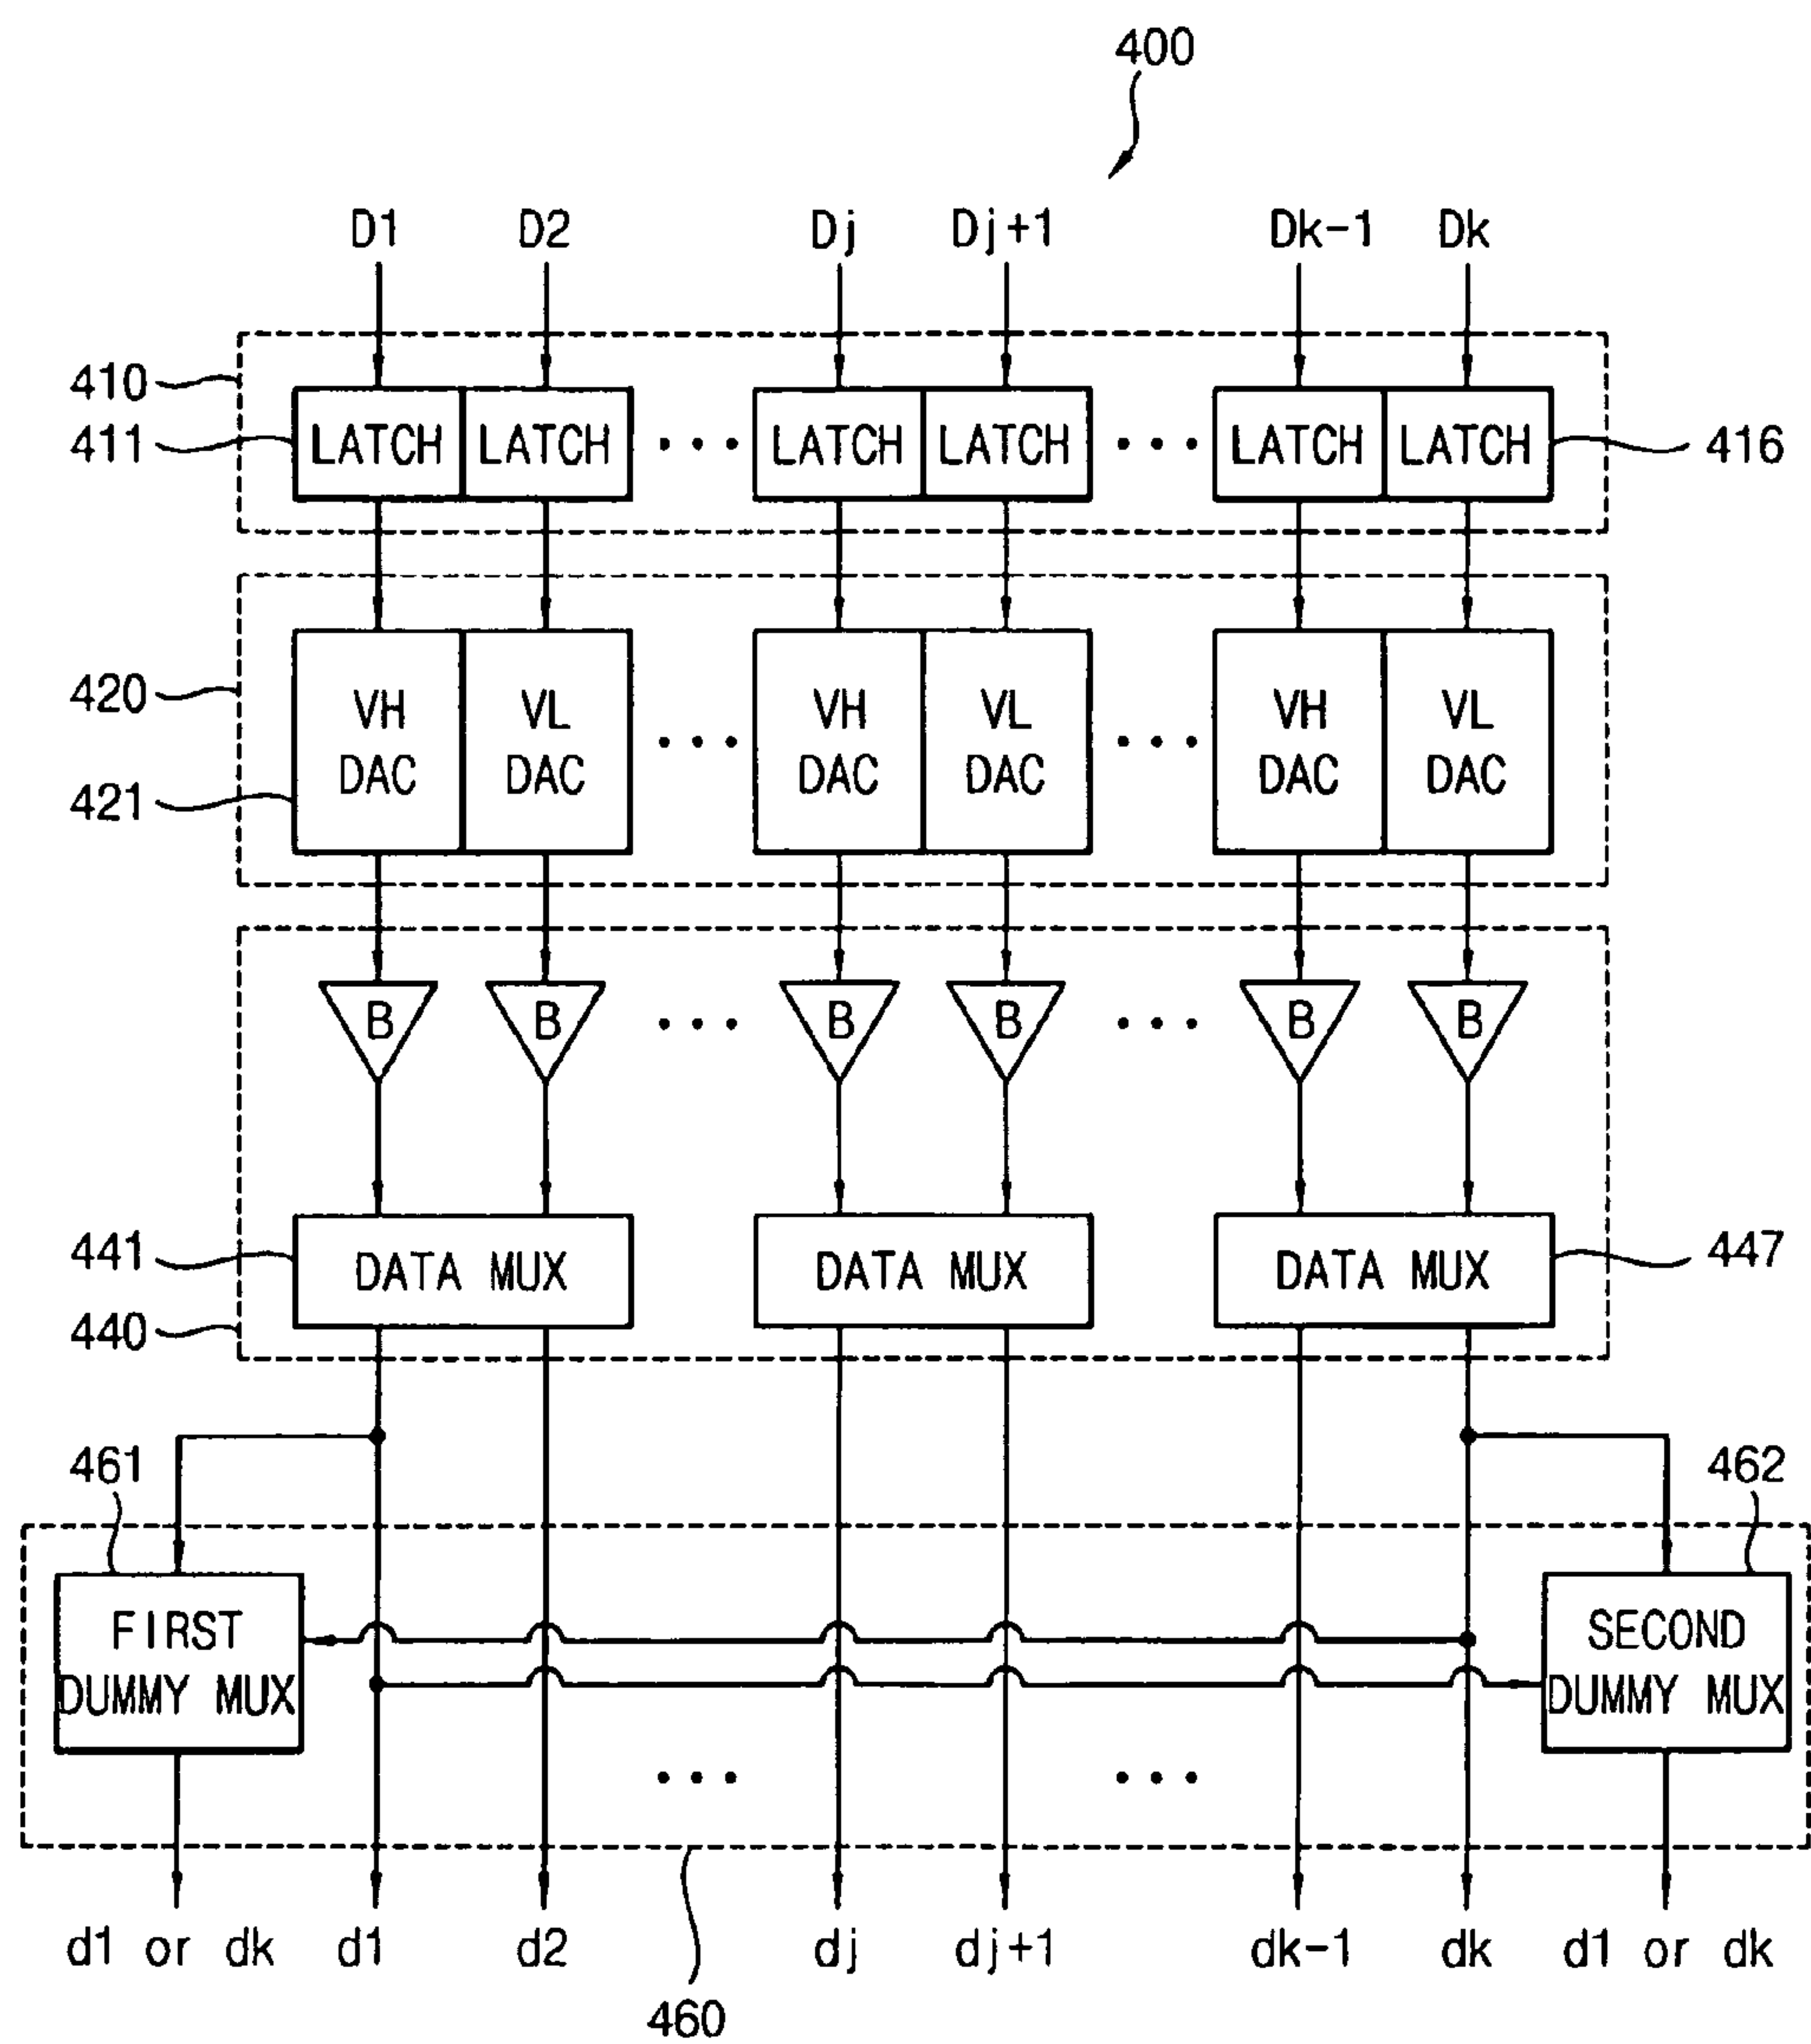 400
D1 D2 Dj Dj+1 Dk-1 Dk
410
411 LATCH LATCH ... LATCH LATCH ... LATCH LATCH 416
420
VH DAC VL DAC ... VH DAC VL DAC ... VH DAC VL DAC
421
B B ... B B ... B B
441 DATA MUX DATA MUX DATA MUX 447
440
461 462
FIRST DUMMY MUX SECOND DUMMY MUX
... ...
d1 or dk d1 d2 dj dj+1 dk-1 dk d1 or dk
460